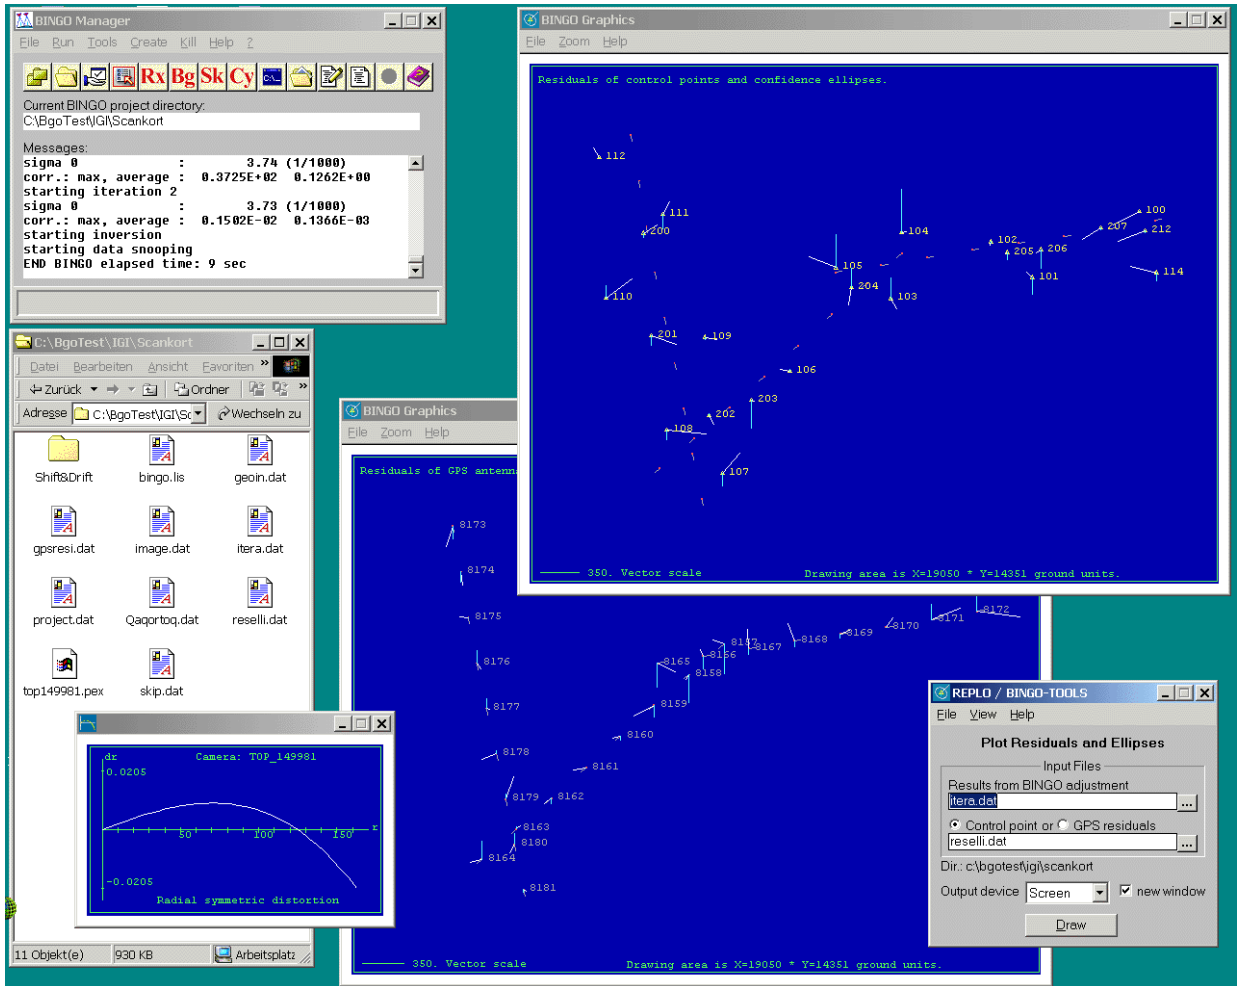 BINGO Manager
File Run Tools Create Kill Help ?
Rx Bg Sk Cy C:\.
Current BINGO project directory:
C:\BgoTest\IGI\Scankort
Messages:
sigma 0 : 3.74 (1/1000)
corr.: max, average : 0.3725E+02 0.1262E+00
starting iteration 2
sigma 0 : 3.73 (1/1000)
corr.: max, average : 0.1502E-02 0.1366E-03
starting inversion
starting data snooping
END BINGO elapsed time: 9 sec
BINGO Graphics
File Zoom Help
Residuals of control points and confidence ellipses.
112
111
200
110
201
109
106
203
202
108
107
104
105
204
103
102
205
206
101
207
100
212
114
350. Vector scale
Drawing area is X=19050 * Y=14351 ground units.
C:\BgoTest\IGI\Scankort
Datei Bearbeiten Ansicht Favoriten »
Zurück Ordner »
Adresse C:\BgoTest\IGI\Sc Wechseln zu
Shift&Drift bingo.lis geoin.dat
gpsresi.dat image.dat itera.dat
project.dat Qaqortoq.dat reselli.dat
top149981.pex skip.dat
11 Objekt(e) 930 KB Arbeitsplatz
BINGO Graphics
File Zoom Help
Residuals of GPS antenn
8173
8174
8175
8176
8177
8178
8179
8162
8163
8180
8164
8181
8161
8160
8159
8158
8165
8166
8157
8167
8168
8169
8170
8171
8172
350. Vector scale
Drawing area is X=19050 * Y=14351 ground units.
dr Camera: TOP_149981
0.0205
50 100 150 r
-0.0205
Radial symmetric distortion
REPLO / BINGO-TOOLS
File View Help
Plot Residuals and Ellipses
Input Files
Results from BINGO adjustment
itera.dat ...
Control point or GPS residuals
reselli.dat ...
Dir.: c:\bgotest\igi\scankort
Output device Screen new window
Draw